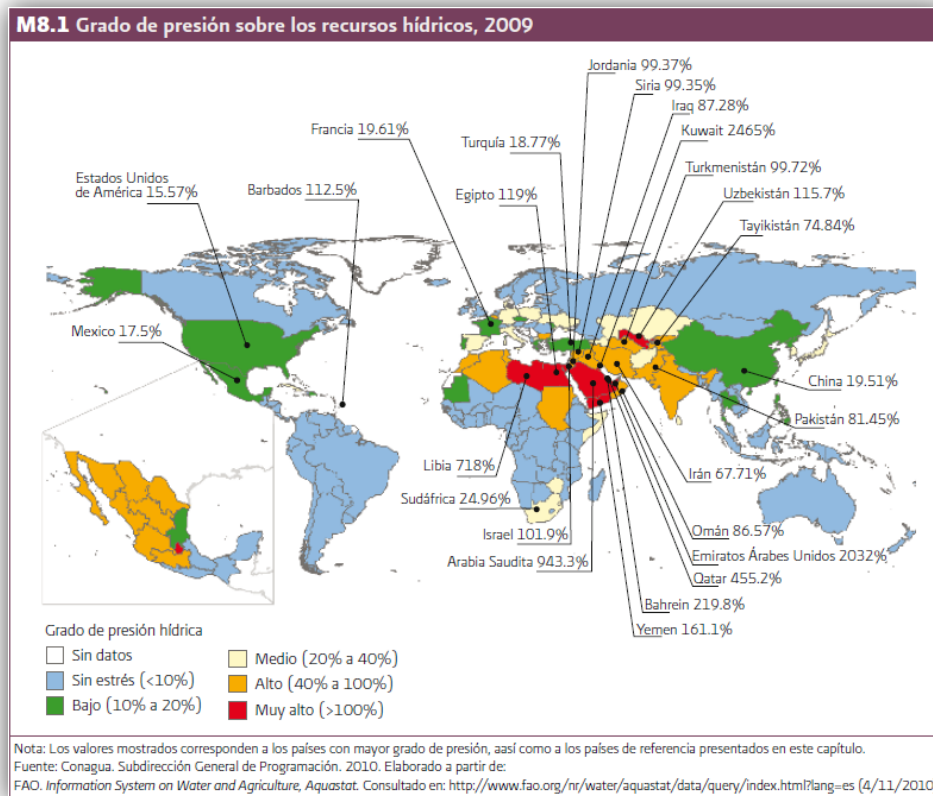 M8.1 Grado de presión sobre los recursos hídricos, 2009
Jordania 99.37%
Siria 99.35%
Iraq 87.28%
Kuwait 2465%
Francia 19.61%
Turquía 18.77%
Turkmenistán 99.72%
Estados Unidos
de América 15.57%
Barbados 112.5%
Egipto 119%
Uzbekistán 115.7%
Tayikistán 74.84%
Mexico 17.5%
China 19.51%
Pakistán 81.45%
Libia 718%
Irán 67.71%
Sudáfrica 24.96%
Israel 101.9%
Omán 86.57%
Arabia Saudita 943.3%
Emiratos Árabes Unidos 2032%
Qatar 455.2%
Bahrein 219.8%
Yemen 161.1%
Grado de presión hídrica
Sin datos
Sin estrés (<10%)
Bajo (10% a 20%)
Medio (20% a 40%)
Alto (40% a 100%)
Muy alto (>100%)
Nota: Los valores mostrados corresponden a los países con mayor grado de presión, aasí como a los países de referencia presentados en este capítulo.
Fuente: Conagua. Subdirección General de Programación. 2010. Elaborado a partir de:
FAO. Information System on Water and Agriculture, Aquastat. Consultado en: http://www.fao.org/nr/water/aquastat/data/query/index.html?lang=es (4/11/2010